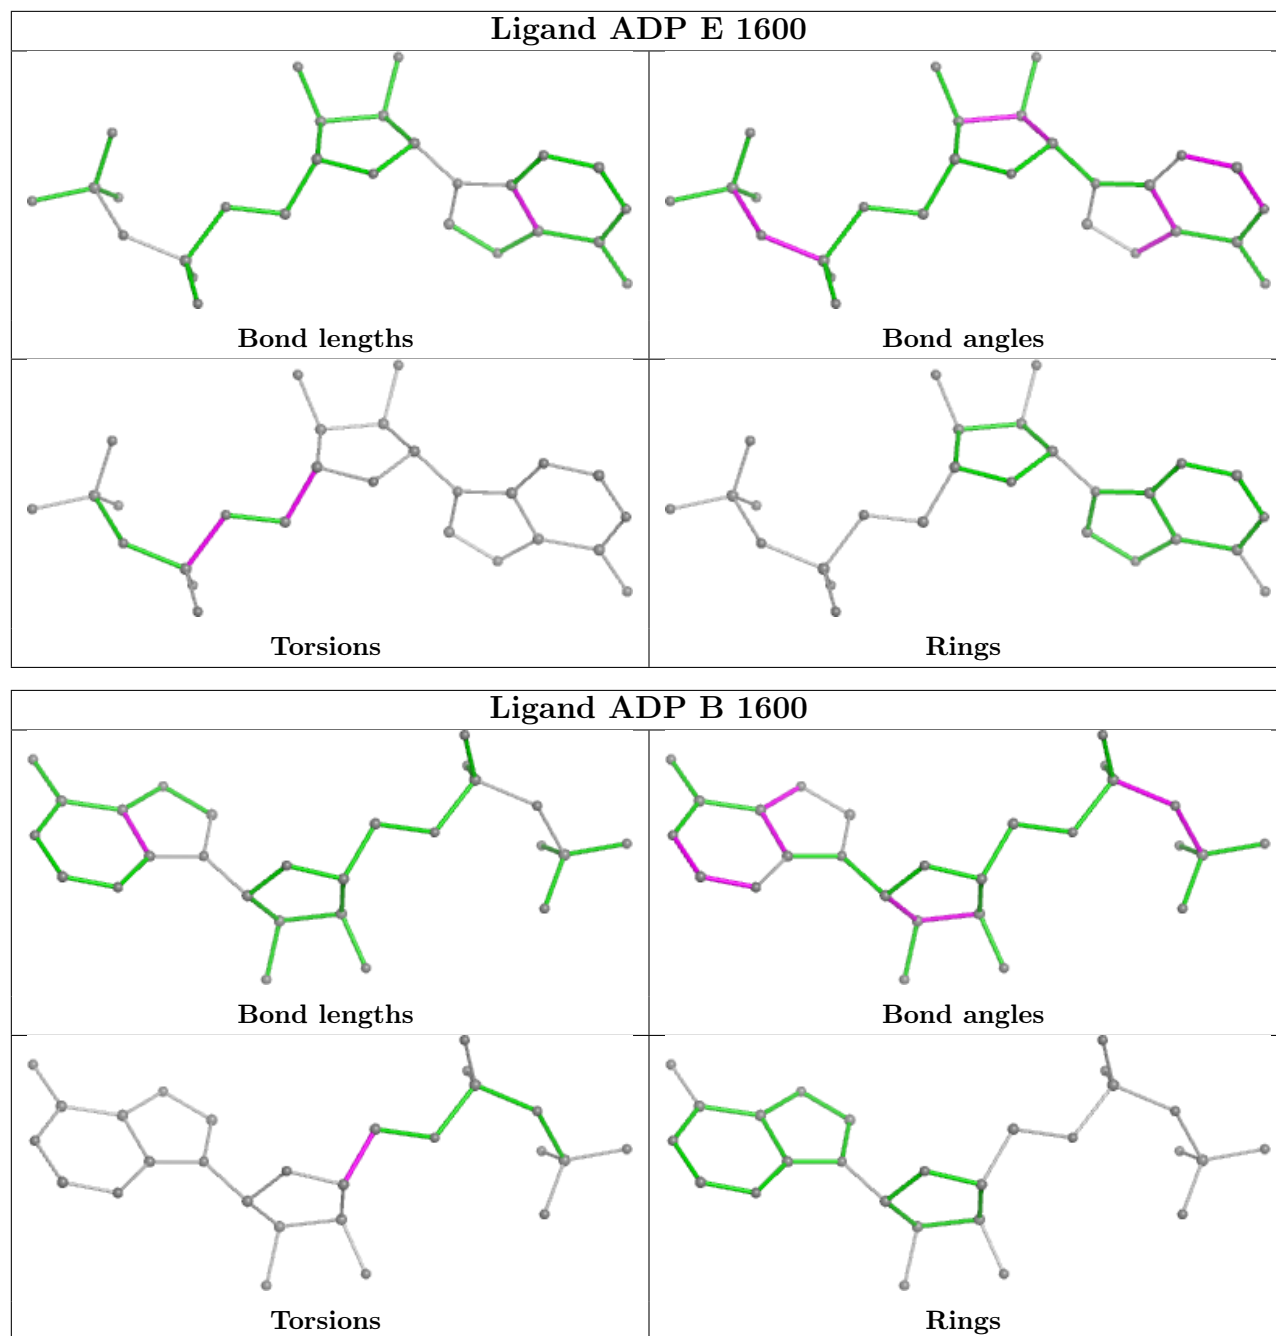 Ligand ADP E 1600
Bond lengths
Bond angles
Torsions
Rings
Ligand ADP B 1600
Bond lengths
Bond angles
Torsions
Rings